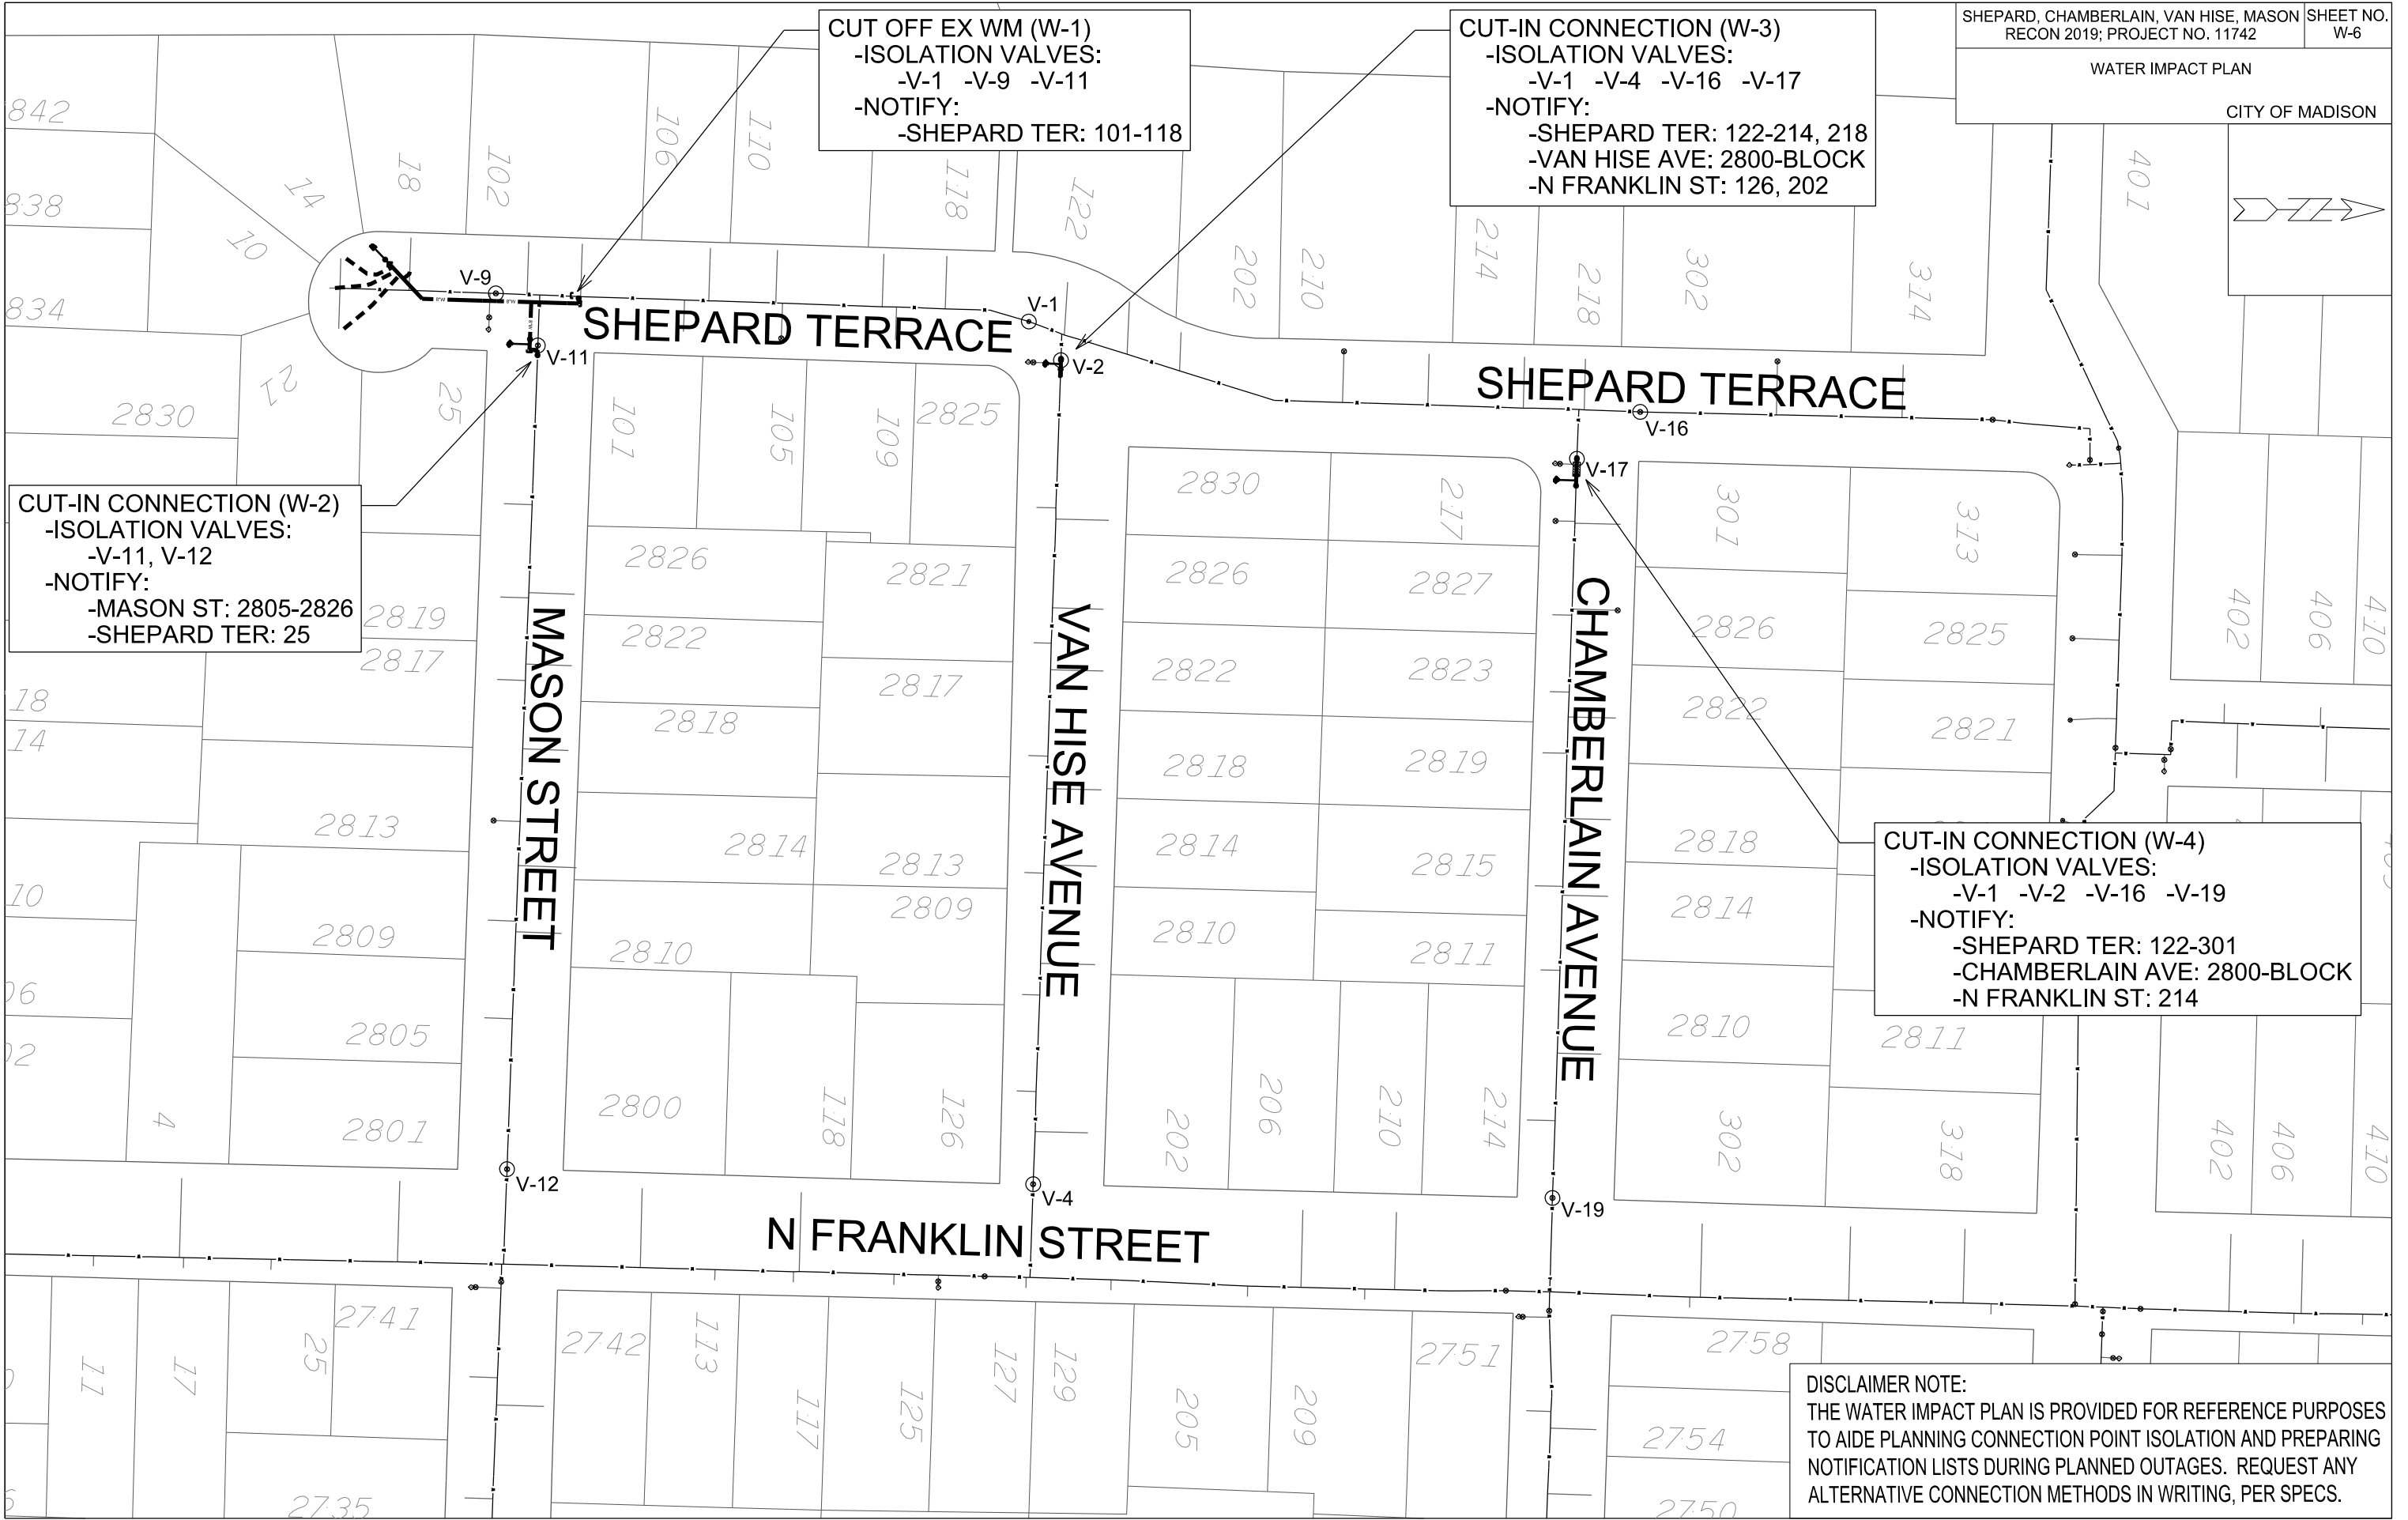 SHEPARD, CHAMBERLAIN, VAN HISE, MASON
RECON 2019; PROJECT NO. 11742
SHEET NO.
W-6
WATER IMPACT PLAN
CITY OF MADISON
CUT OFF EX WM (W-1)
-ISOLATION VALVES:
-V-1 -V-9 -V-11
-NOTIFY:
-SHEPARD TER: 101-118
CUT-IN CONNECTION (W-3)
-ISOLATION VALVES:
-V-1 -V-4 -V-16 -V-17
-NOTIFY:
-SHEPARD TER: 122-214, 218
-VAN HISE AVE: 2800-BLOCK
-N FRANKLIN ST: 126, 202
842
838
834
14
10
18
102
106
110
118
122
202
210
214
218
302
314
401
V-9
V-11
V-1
V-2
V-16
V-17
SHEPARD TERRACE
SHEPARD TERRACE
2830
21
25
101
105
109
2825
2830
217
301
313
402
406
410
CUT-IN CONNECTION (W-2)
-ISOLATION VALVES:
-V-11, V-12
-NOTIFY:
-MASON ST: 2805-2826
-SHEPARD TER: 25
2819
2817
18
14
10
06
02
2813
2809
2805
2801
4
MASON STREET
2826
2822
2818
2814
2810
2800
2821
2817
2813
2809
118
126
VAN HISE AVENUE
2826
2822
2818
2814
2810
2827
2823
2819
2815
2811
202
206
210
214
CHAMBERLAIN AVENUE
2826
2822
2818
2814
2810
2825
2821
2811
302
318
402
406
410
CUT-IN CONNECTION (W-4)
-ISOLATION VALVES:
-V-1 -V-2 -V-16 -V-19
-NOTIFY:
-SHEPARD TER: 122-301
-CHAMBERLAIN AVE: 2800-BLOCK
-N FRANKLIN ST: 214
V-12
V-4
V-19
N FRANKLIN STREET
11
17
25
2741
2735
2742
113
117
125
127
129
205
209
2751
2758
2754
2750
DISCLAIMER NOTE:
THE WATER IMPACT PLAN IS PROVIDED FOR REFERENCE PURPOSES
TO AIDE PLANNING CONNECTION POINT ISOLATION AND PREPARING
NOTIFICATION LISTS DURING PLANNED OUTAGES. REQUEST ANY
ALTERNATIVE CONNECTION METHODS IN WRITING, PER SPECS.